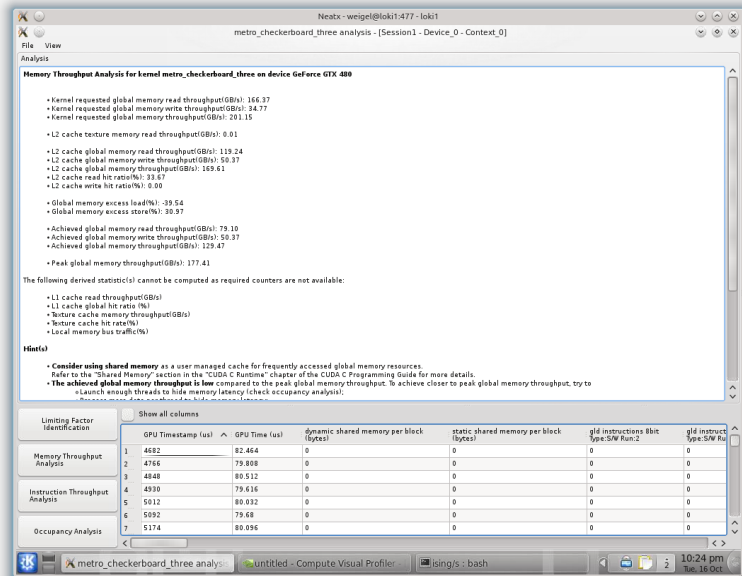 Neatx - weigel@loki1:477 - loki1
metro_checkerboard_three analysis - [Session1 - Device_0 - Context_0]
File View
Analysis
Memory Throughput Analysis for kernel metro_checkerboard_three on device GeForce GTX 480
• Kernel requested global memory read throughput(GB/s): 166.37
• Kernel requested global memory write throughput(GB/s): 34.77
• Kernel requested global memory throughput(GB/s): 201.15
• L2 cache texture memory read throughput(GB/s): 0.01
• L2 cache global memory read throughput(GB/s): 119.24
• L2 cache global memory write throughput(GB/s): 50.37
• L2 cache global memory throughput(GB/s): 169.61
• L2 cache read hit ratio(%): 33.67
• L2 cache write hit ratio(%): 0.00
• Global memory excess load(%): -39.54
• Global memory excess store(%): 30.97
• Achieved global memory read throughput(GB/s): 79.10
• Achieved global memory write throughput(GB/s): 50.37
• Achieved global memory throughput(GB/s): 129.47
• Peak global memory throughput(GB/s): 177.41
The following derived statistic(s) cannot be computed as required counters are not available:
• L1 cache read throughput(GB/s)
• L1 cache global hit ratio (%)
• Texture cache memory throughput(GB/s)
• Texture cache hit rate(%)
• Local memory bus traffic(%)
Hint(s)
• Consider using shared memory as a user managed cache for frequently accessed global memory resources.
Refer to the "Shared Memory" section in the "CUDA C Runtime" chapter of the CUDA C Programming Guide for more details.
• The achieved global memory throughput is low compared to the peak global memory throughput. To achieve closer to peak global memory throughput, try to
o Launch enough threads to hide memory latency (check occupancy analysis);
Limiting Factor
Identification
Memory Throughput
Analysis
Instruction Throughput
Analysis
Occupancy Analysis
Show all columns
GPU Timestamp (us) GPU Time (us) dynamic shared memory per block (bytes) static shared memory per block (bytes) gld instructions 8bit Type:S/W Run:2 gld instruct Type:S/W Ru
1 4682 82.464 0 0 0 0
2 4766 79.808 0 0 0 0
3 4848 80.512 0 0 0 0
4 4930 79.616 0 0 0 0
5 5012 80.032 0 0 0 0
6 5092 79.68 0 0 0 0
7 5174 80.096 0 0 0 0
metro_checkerboard_three analys untitled - Compute Visual Profiler ising/s : bash 2 10:24 pm
Tue, 16 Oct